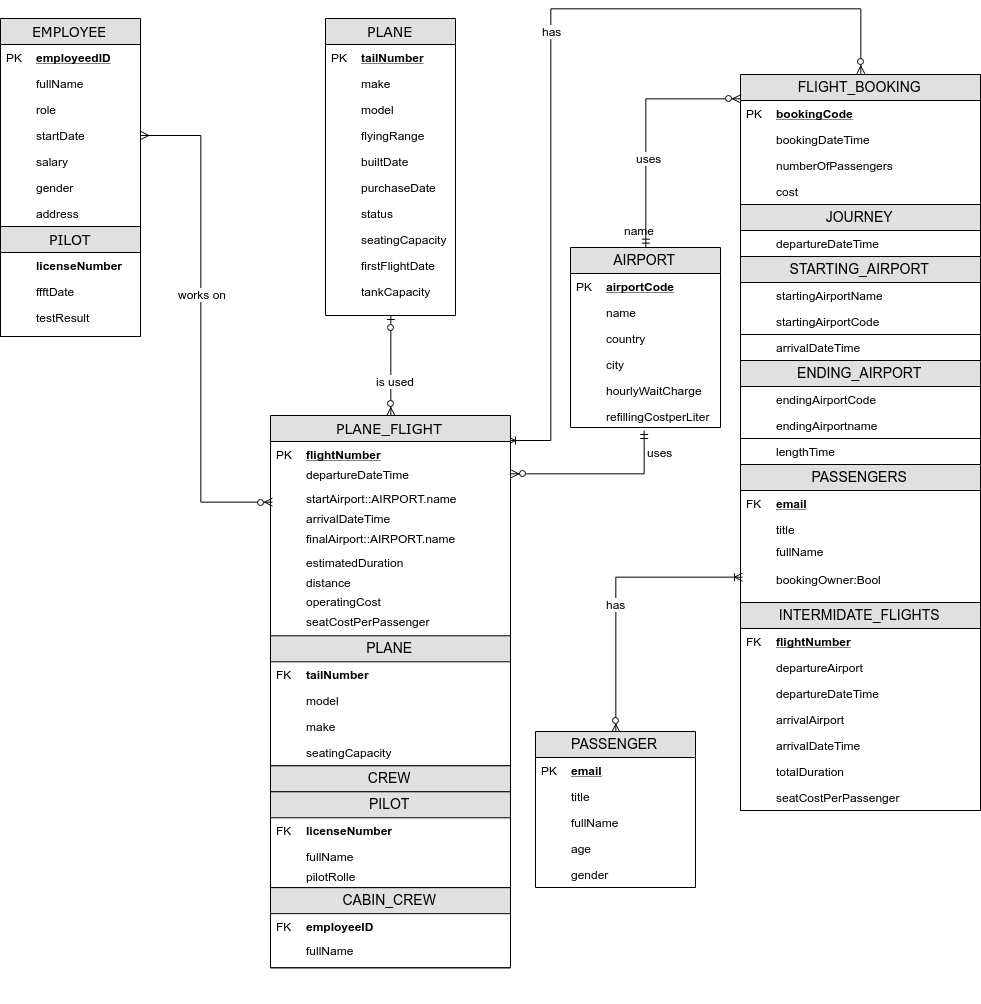 EMPLOYEE
PK employeedID
fullName
role
startDate
salary
gender
address
PILOT
licenseNumber
ffftDate
testResult
works on
PLANE
PK tailNumber
make
model
flyingRange
builtDate
purchaseDate
status
seatingCapacity
firstFlightDate
tankCapacity
is used
PLANE_FLIGHT
PK flightNumber
departureDateTime
startAirport::AIRPORT.name
arrivalDateTime
finalAirport::AIRPORT.name
estimatedDuration
distance
operatingCost
seatCostPerPassenger
PLANE
FK tailNumber
model
make
seatingCapacity
CREW
PILOT
FK licenseNumber
fullName
pilotRolle
CABIN_CREW
FK employeeID
fullName
has
uses
name
AIRPORT
PK airportCode
name
country
city
hourlyWaitCharge
refillingCostperLiter
uses
has
PASSENGER
PK email
title
fullName
age
gender
FLIGHT_BOOKING
PK bookingCode
bookingDateTime
numberOfPassengers
cost
JOURNEY
departureDateTime
STARTING_AIRPORT
startingAirportName
startingAirportCode
arrivalDateTime
ENDING_AIRPORT
endingAirportCode
endingAirportname
lengthTime
PASSENGERS
FK email
title
fullName
bookingOwner:Bool
INTERMIDATE_FLIGHTS
FK flightNumber
departureAirport
departureDateTime
arrivalAirport
arrivalDateTime
totalDuration
seatCostPerPassenger